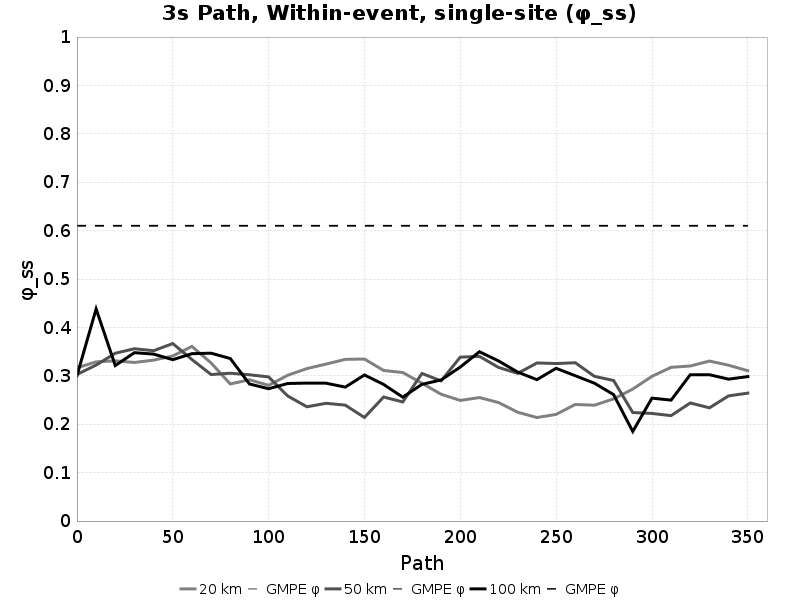 3s Path, Within-event, single-site (φ_ss)
1
0.9
0.8
0.7
0.6
0.5
0.4
0.3
0.2
0.1
0
φ_ss
0 50 100 150 200 250 300 350
Path
20 km GMPE φ 50 km GMPE φ 100 km GMPE φ